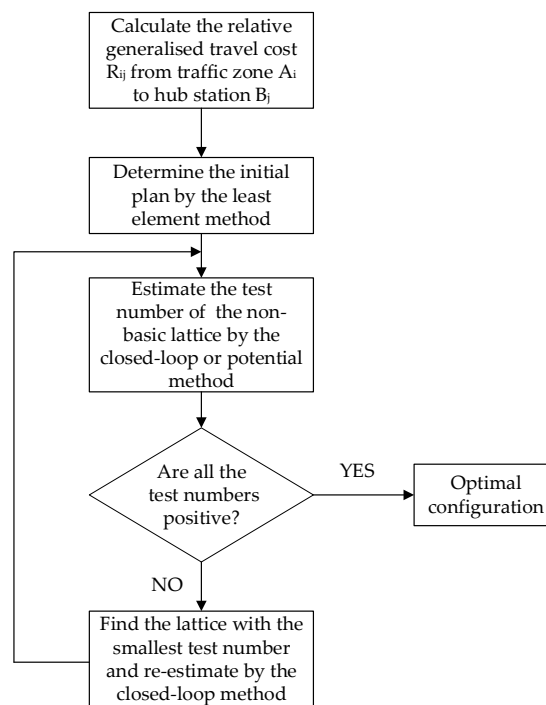 Calculate the relative
generalised travel cost
Rij from traffic zone Ai
to hub station Bj
Determine the initial
plan by the least
element method
Estimate the test
number of the non-
basic lattice by the
closed-loop or potential
method
Are all the
test numbers
positive?
YES
Optimal
configuration
NO
Find the lattice with the
smallest test number
and re-estimate by the
closed-loop method